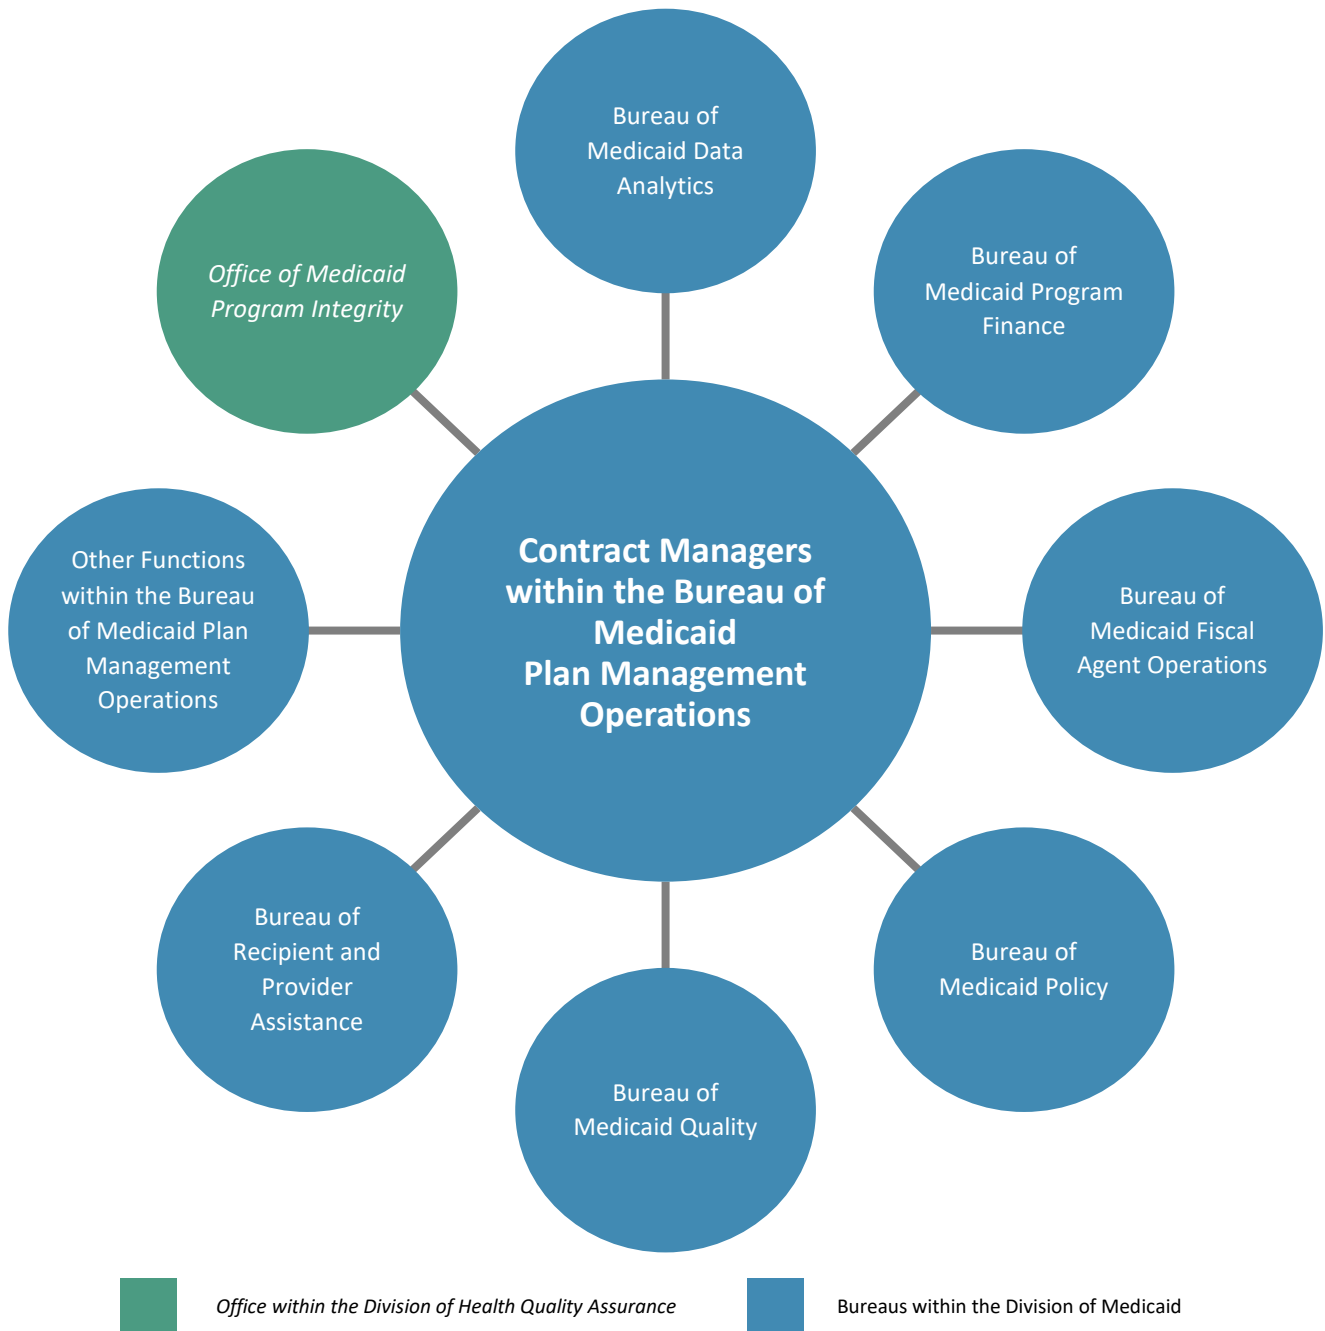 Bureau of
Medicaid Data
Analytics
Office of Medicaid
Program Integrity
Bureau of
Medicaid Program
Finance
Other Functions
within the Bureau
of Medicaid Plan
Management
Operations
Contract Managers
within the Bureau of
Medicaid
Plan Management
Operations
Bureau of
Medicaid Fiscal
Agent Operations
Bureau of
Recipient and
Provider
Assistance
Bureau of
Medicaid Policy
Bureau of
Medicaid Quality
Office within the Division of Health Quality Assurance
Bureaus within the Division of Medicaid